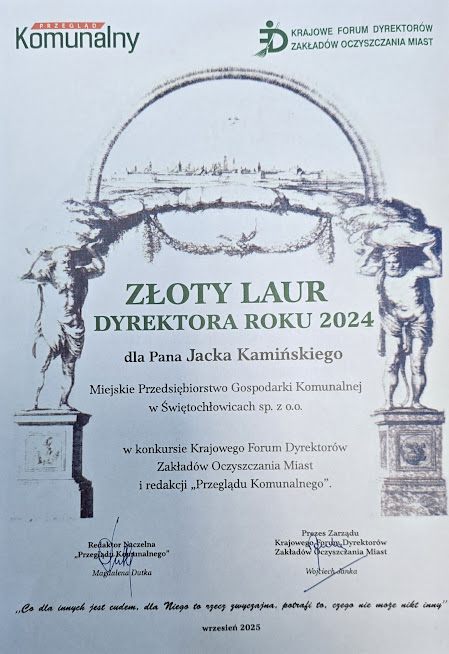 PRZEGLĄD
Komunalny
KRAJOWE FORUM DYREKTORÓW
ZAKŁADÓW OCZYSZCZANIA MIAST
ZŁOTY LAUR
DYREKTORA ROKU 2024
dla Pana Jacka Kamińskiego
Miejskie Przedsiębiorstwo Gospodarki Komunalnej
w Świętochłowicach sp. z o.o.
w konkursie Krajowego Forum Dyrektorów
Zakładów Oczyszczania Miast
i redakcji „Przeglądu Komunalnego”.
Redaktor Naczelna
„Przeglądu Komunalnego”
Magdalena Dutka
Prezes Zarządu
Krajowego Forum Dyrektorów
Zakładów Oczyszczania Miast
Wojciech Janka
„Co dla innych jest cudem, dla Niego to rzecz zwyczajna, potrafi to, czego nie może nikt inny”
wrzesień 2025